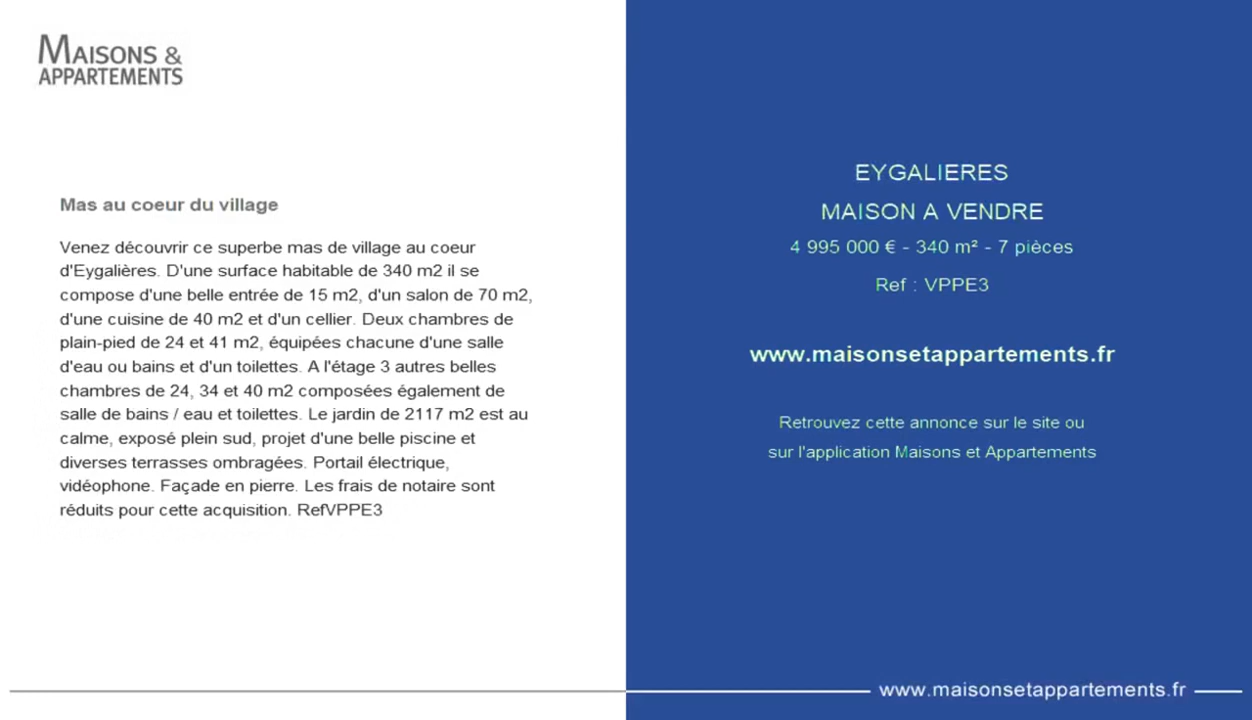 MAISONS &
APPARTEMENTS
Mas au coeur du village
Venez découvrir ce superbe mas de village au coeur
d'Eygalières. D'une surface habitable de 340 m2 il se
compose d'une belle entrée de 15 m2, d'un salon de 70 m2,
d'une cuisine de 40 m2 et d'un cellier. Deux chambres de
plain-pied de 24 et 41 m2, équipées chacune d'une salle
d'eau ou bains et d'un toilettes. A l'étage 3 autres belles
chambres de 24, 34 et 40 m2 composées également de
salle de bains / eau et toilettes. Le jardin de 2117 m2 est au
calme, exposé plein sud, projet d'une belle piscine et
diverses terrasses ombragées. Portail électrique,
vidéophone. Façade en pierre. Les frais de notaire sont
réduits pour cette acquisition. RefVPPE3
EYGALIERES
MAISON A VENDRE
4 995 000 € - 340 m² - 7 pièces
Ref : VPPE3
www.maisonsetappartements.fr
Retrouvez cette annonce sur le site ou
sur l'application Maisons et Appartements
www.maisonsetappartements.fr